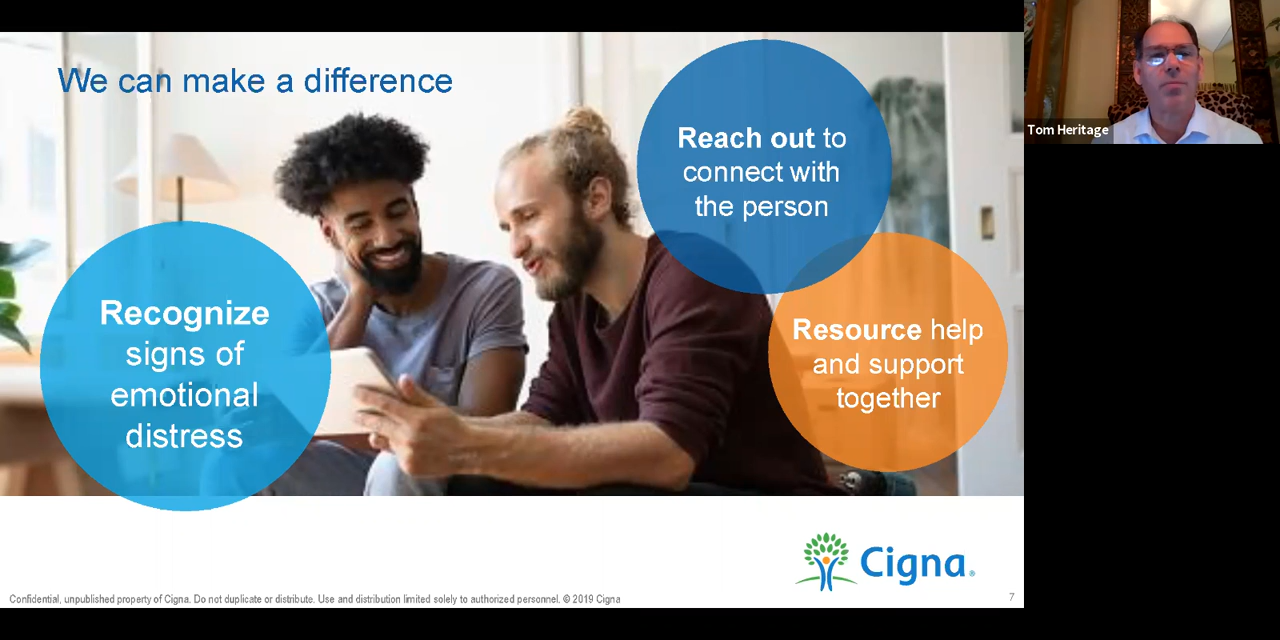 We can make a difference
Reach out to
connect with
the person
Recognize
signs of
emotional
distress
Resource help
and support
together
Cigna®
Confidential, unpublished property of Cigna. Do not duplicate or distribute. Use and distribution limited solely to authorized personnel. © 2019 Cigna
7
Tom Heritage